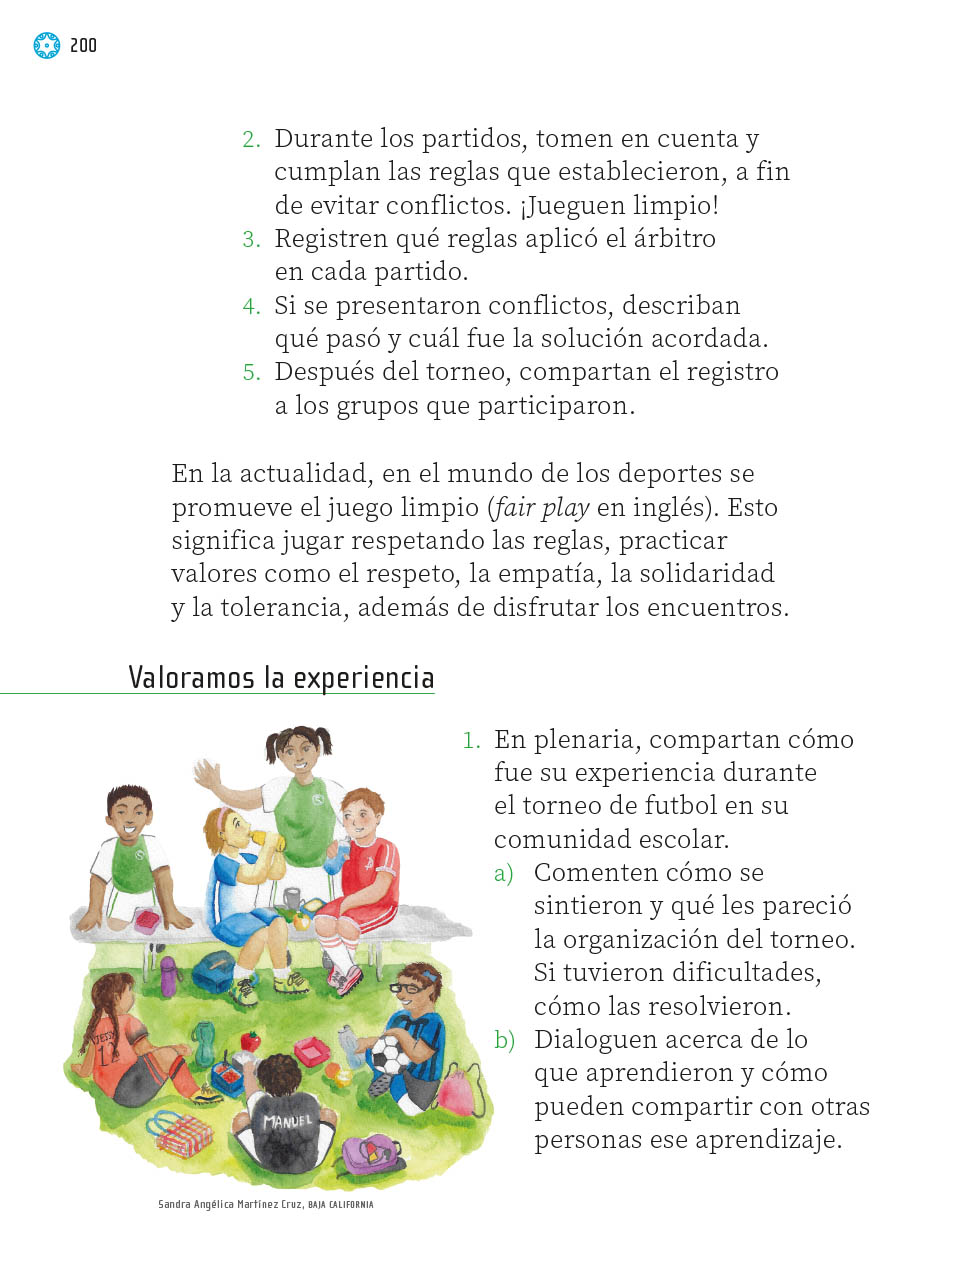 200
2. Durante los partidos, tomen en cuenta y
cumplan las reglas que establecieron, a fin
de evitar conflictos. ¡Jueguen limpio!
3. Registren qué reglas aplicó el árbitro
en cada partido.
4. Si se presentaron conflictos, describan
qué pasó y cuál fue la solución acordada.
5. Después del torneo, compartan el registro
a los grupos que participaron.
En la actualidad, en el mundo de los deportes se
promueve el juego limpio (fair play en inglés). Esto
significa jugar respetando las reglas, practicar
valores como el respeto, la empatía, la solidaridad
y la tolerancia, además de disfrutar los encuentros.
Valoramos la experiencia
1. En plenaria, compartan cómo
fue su experiencia durante
el torneo de futbol en su
comunidad escolar.
a) Comenten cómo se
sintieron y qué les pareció
la organización del torneo.
Si tuvieron dificultades,
cómo las resolvieron.
b) Dialoguen acerca de lo
que aprendieron y cómo
pueden compartir con otras
personas ese aprendizaje.
MANUEL
Sandra Angélica Martínez Cruz, BAJA CALIFORNIA